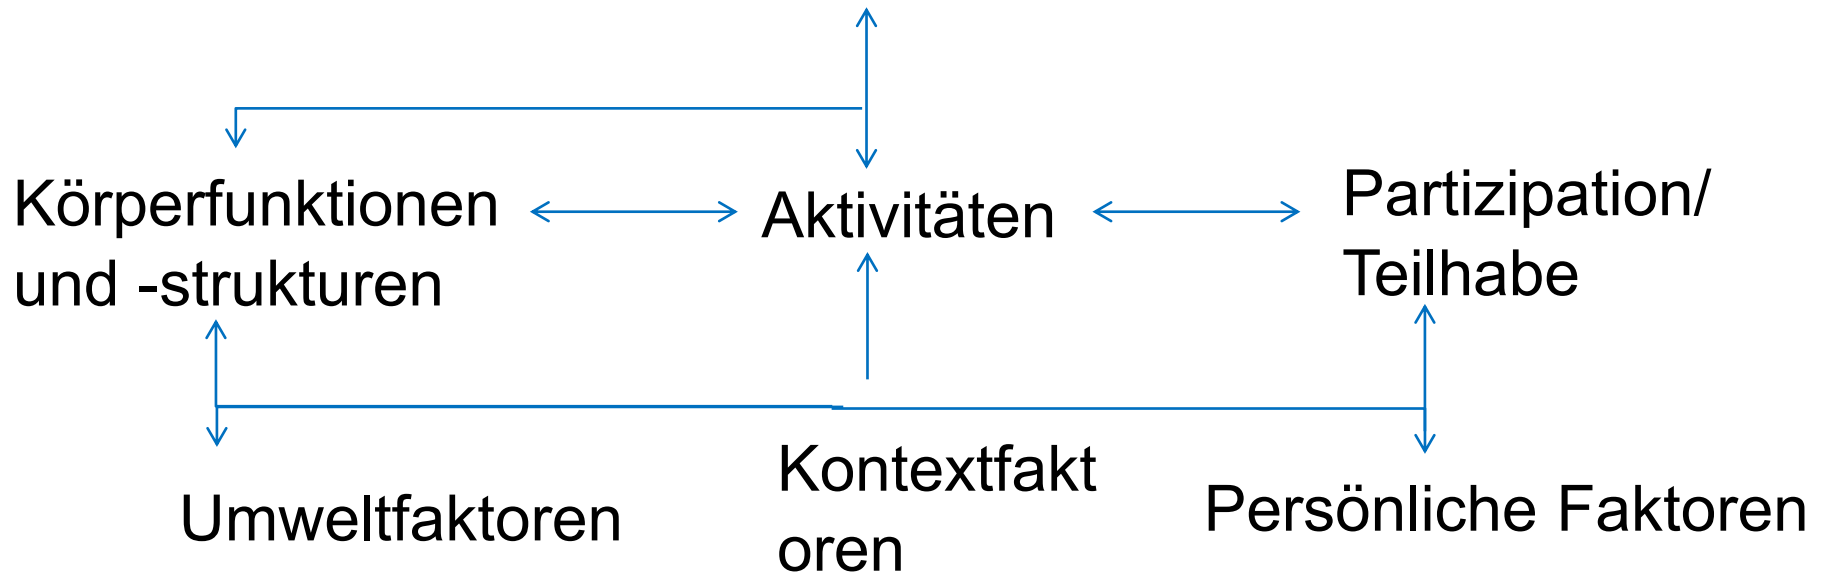 Körperfunktionen
und -strukturen
Aktivitäten
Partizipation/
Teilhabe
Umweltfaktoren
Kontextfakt
oren
Persönliche Faktoren